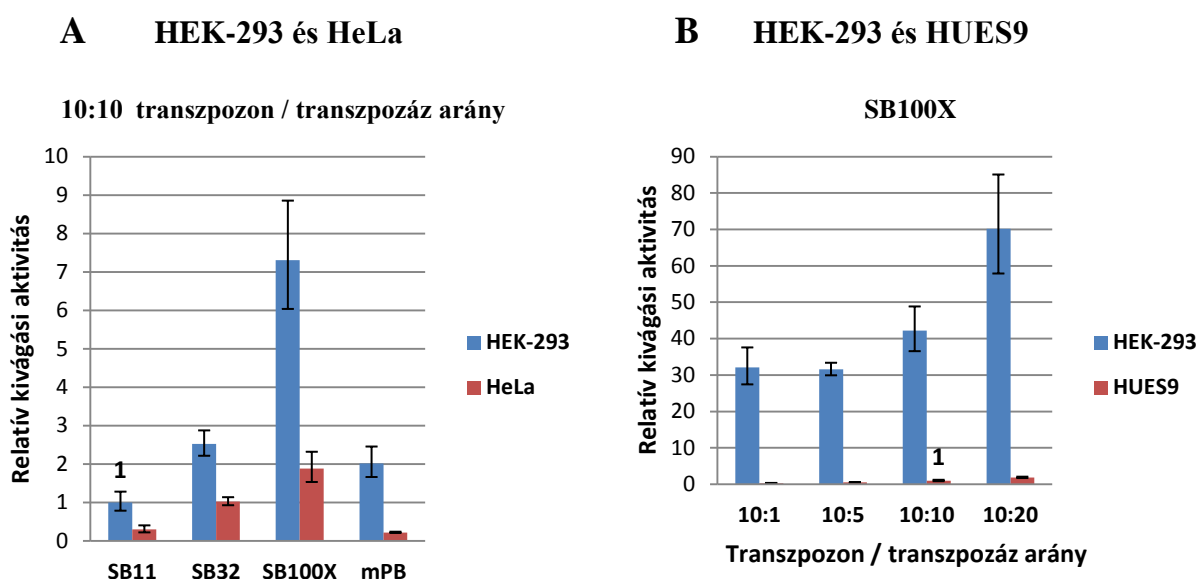 A HEK-293 és HeLa
10:10 transzpozon / transzpozáz arány
Relatív kivágási aktivitás
10
9
8
7
6
5
4
3
2
1
0
1
SB11 SB32 SB100X mPB
HEK-293
HeLa
B HEK-293 és HUES9
SB100X
Relatív kivágási aktivitás
90
80
70
60
50
40
30
20
10
0
1
10:1 10:5 10:10 10:20
Transzpozon / transzpozáz arány
HEK-293
HUES9